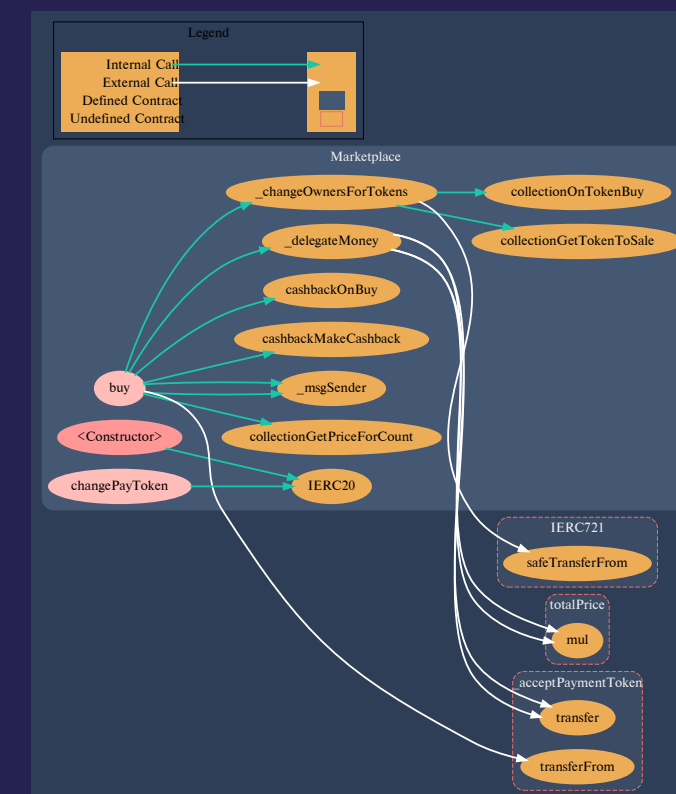 Legend
Internal Call
External Call
Defined Contract
Undefined Contract
Marketplace
_changeOwnersForTokens
collectionOnTokenBuy
_delegateMoney
collectionGetTokenToSale
cashbackOnBuy
cashbackMakeCashback
buy
_msgSender
<Constructor>
collectionGetPriceForCount
changePayToken
IERC20
IERC721
safeTransferFrom
totalPrice
mul
_acceptPaymentToken
transfer
transferFrom